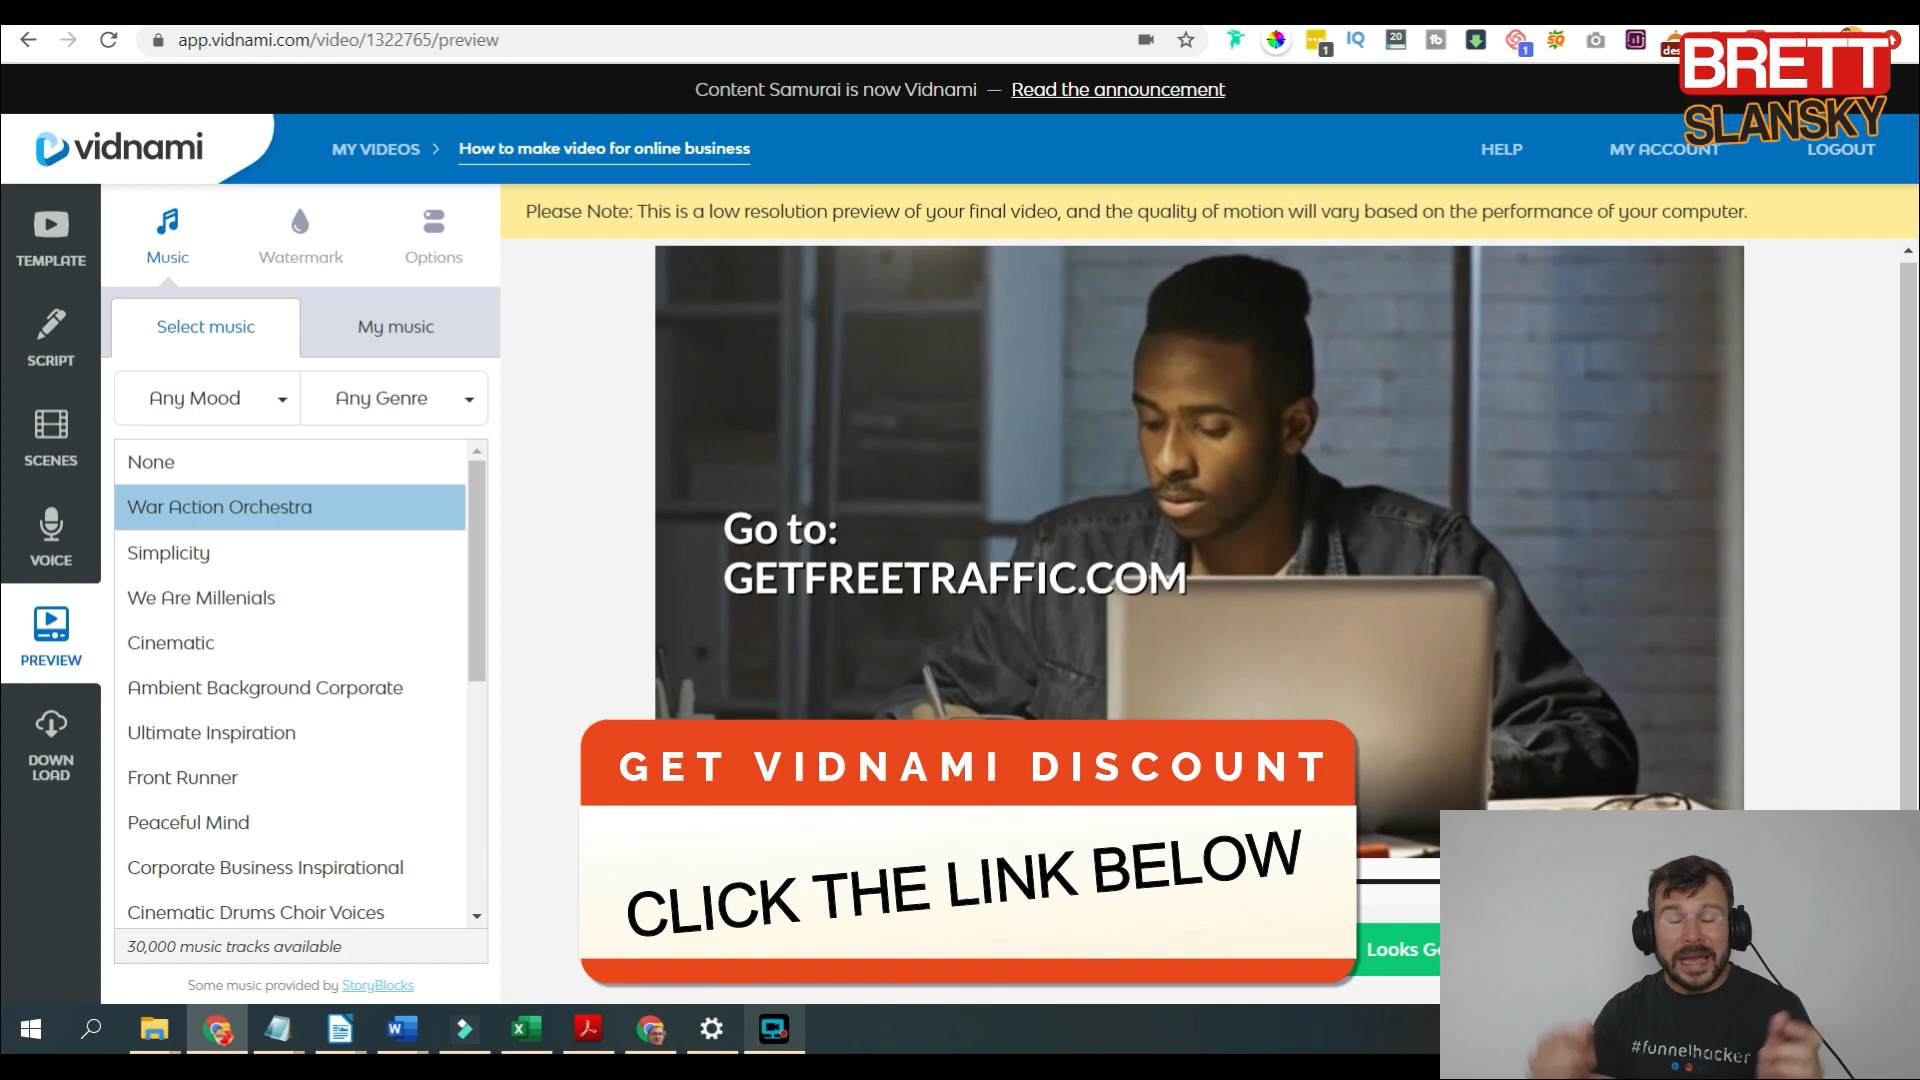 app.vidnami.com/video/1322765/preview
1
IQ
20
1
SQ
des
BRETT
SLANSKY
Content Samurai is now Vidnami — Read the announcement
vidnami
MY VIDEOS > How to make video for online business
HELP
MY ACCOUNT
LOGOUT
TEMPLATE
SCRIPT
SCENES
VOICE
PREVIEW
DOWN
LOAD
Music
Watermark
Options
Select music
My music
Any Mood
Any Genre
None
War Action Orchestra
Simplicity
We Are Millenials
Cinematic
Ambient Background Corporate
Ultimate Inspiration
Front Runner
Peaceful Mind
Corporate Business Inspirational
Cinematic Drums Choir Voices
30,000 music tracks available
Some music provided by StoryBlocks
Please Note: This is a low resolution preview of your final video, and the quality of motion will vary based on the performance of your computer.
Go to:
GETFREETRAFFIC.COM
GET VIDNAMI DISCOUNT
CLICK THE LINK BELOW
Looks G
#funnelhacker